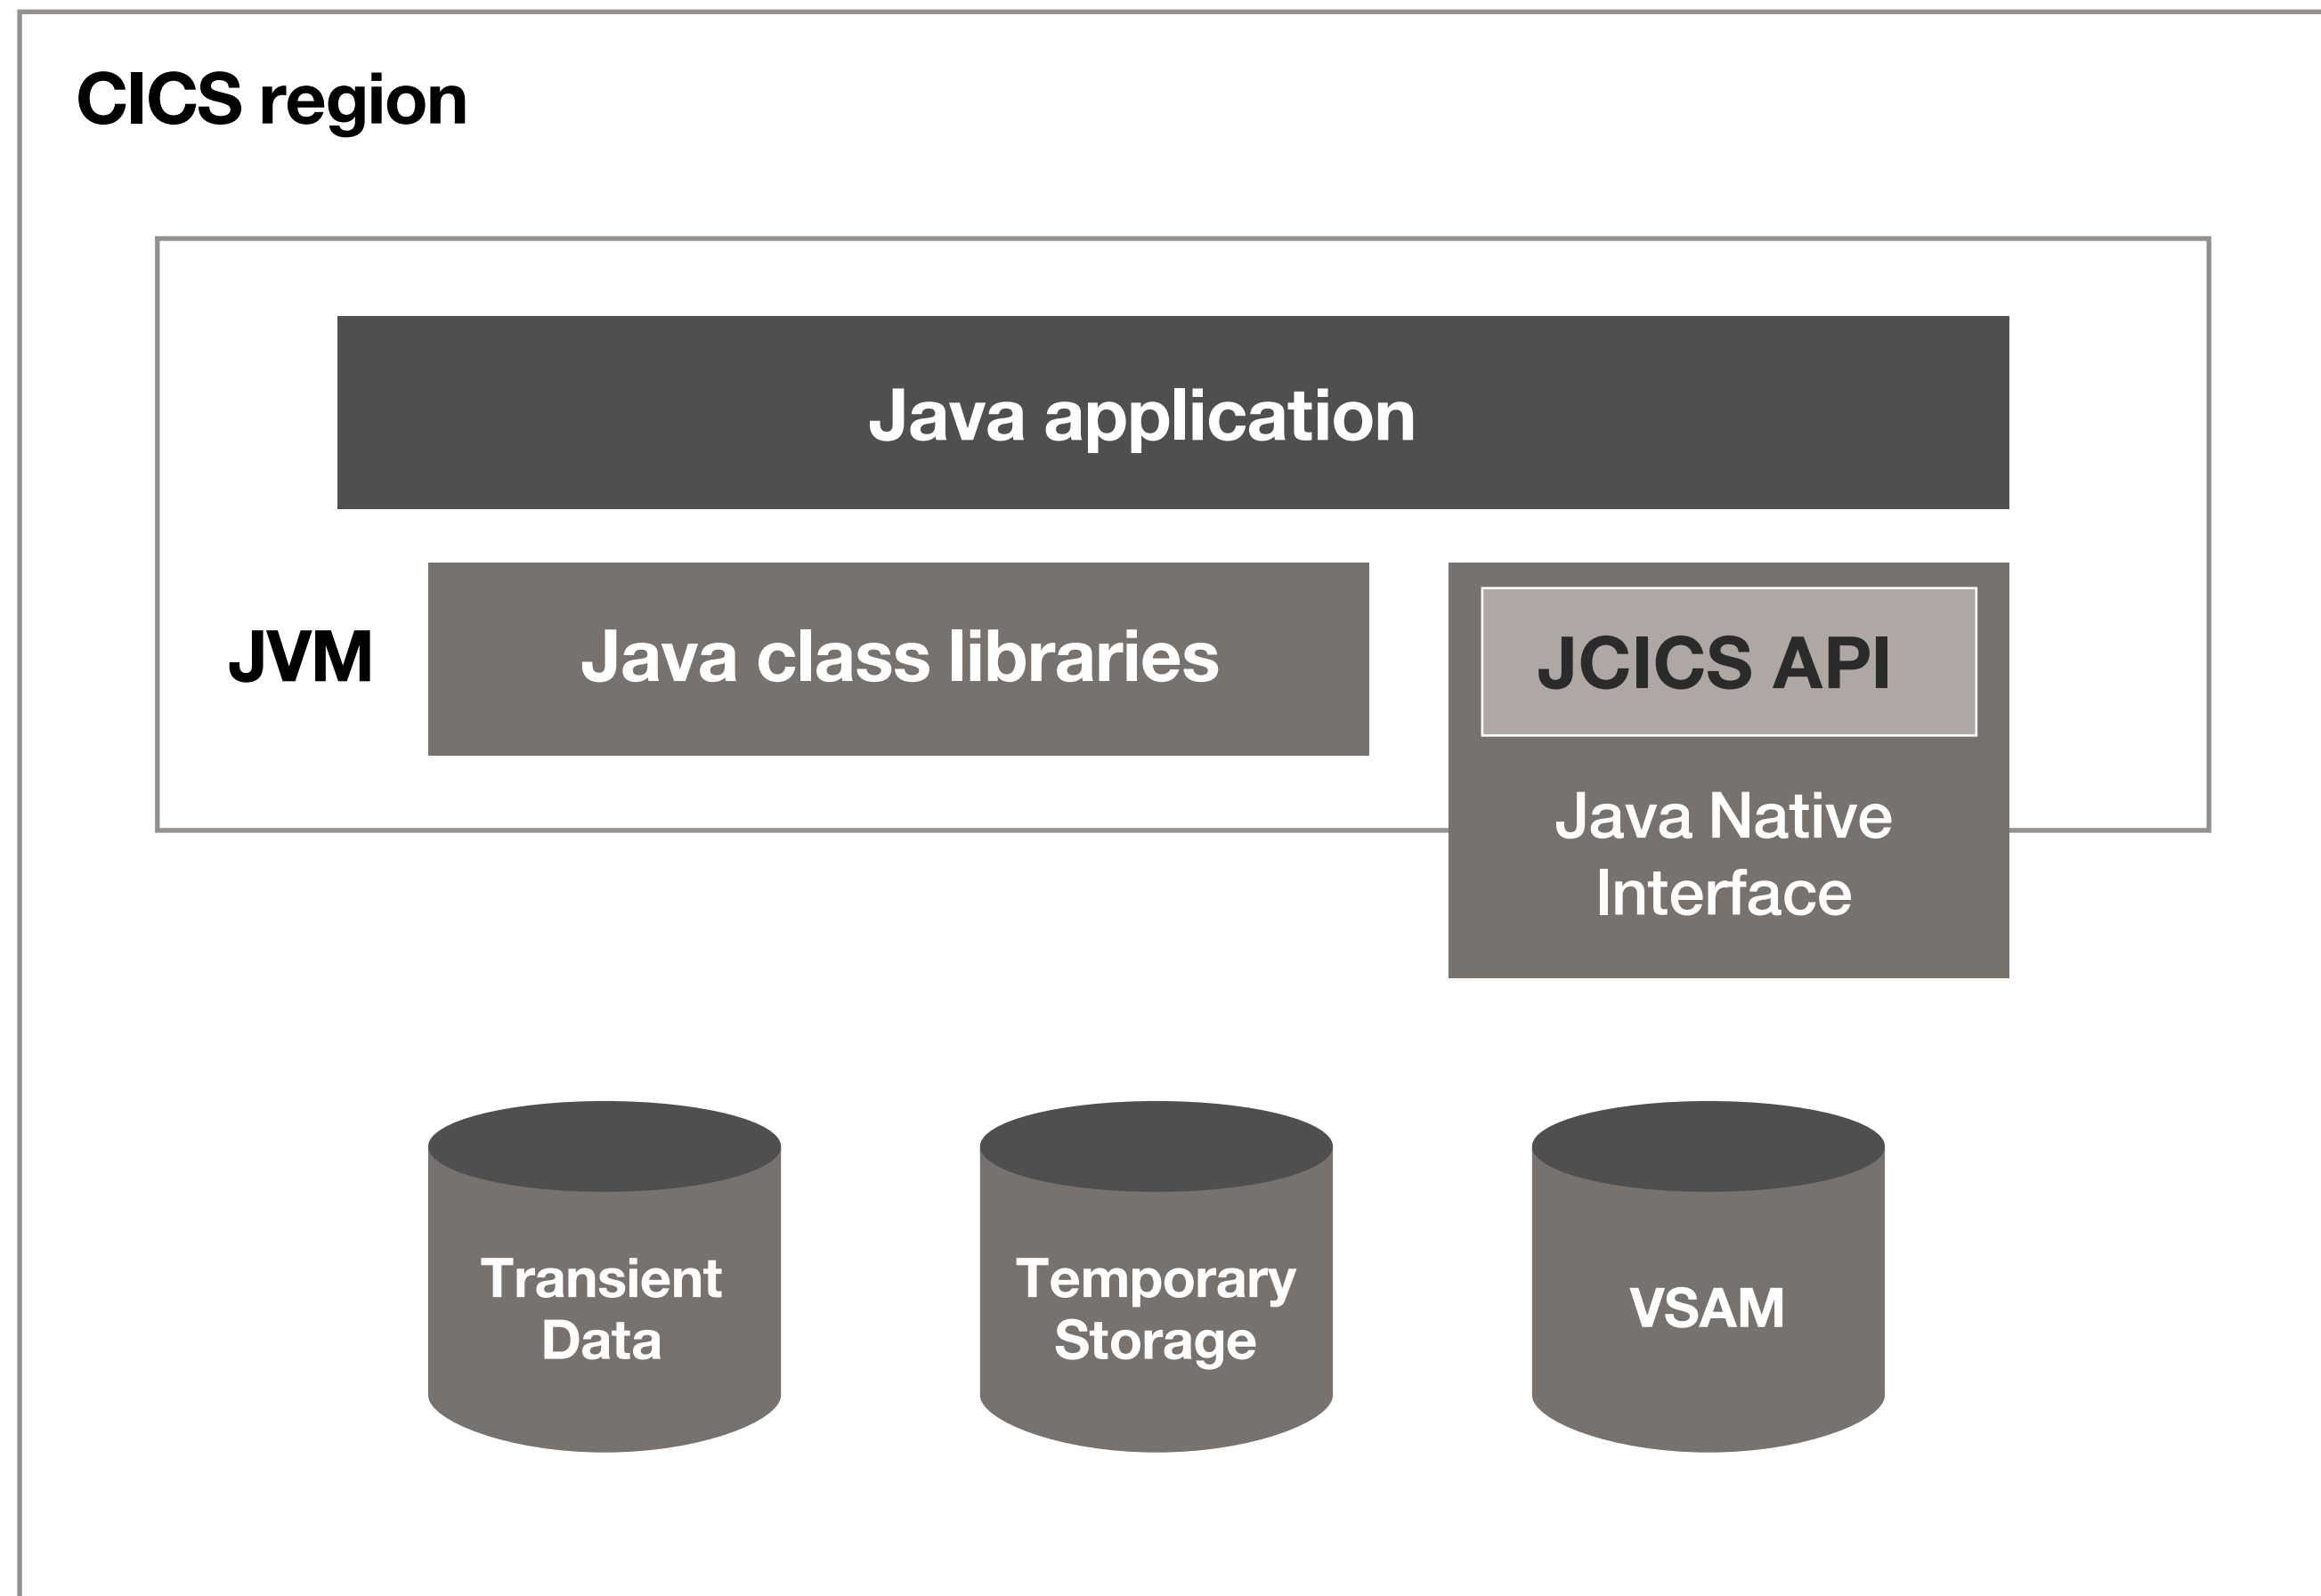 CICS region
Java application
JVM
Java class libraries
JCICS API
Java Native
Interface
Transient
Data
Temporary
Storage
VSAM